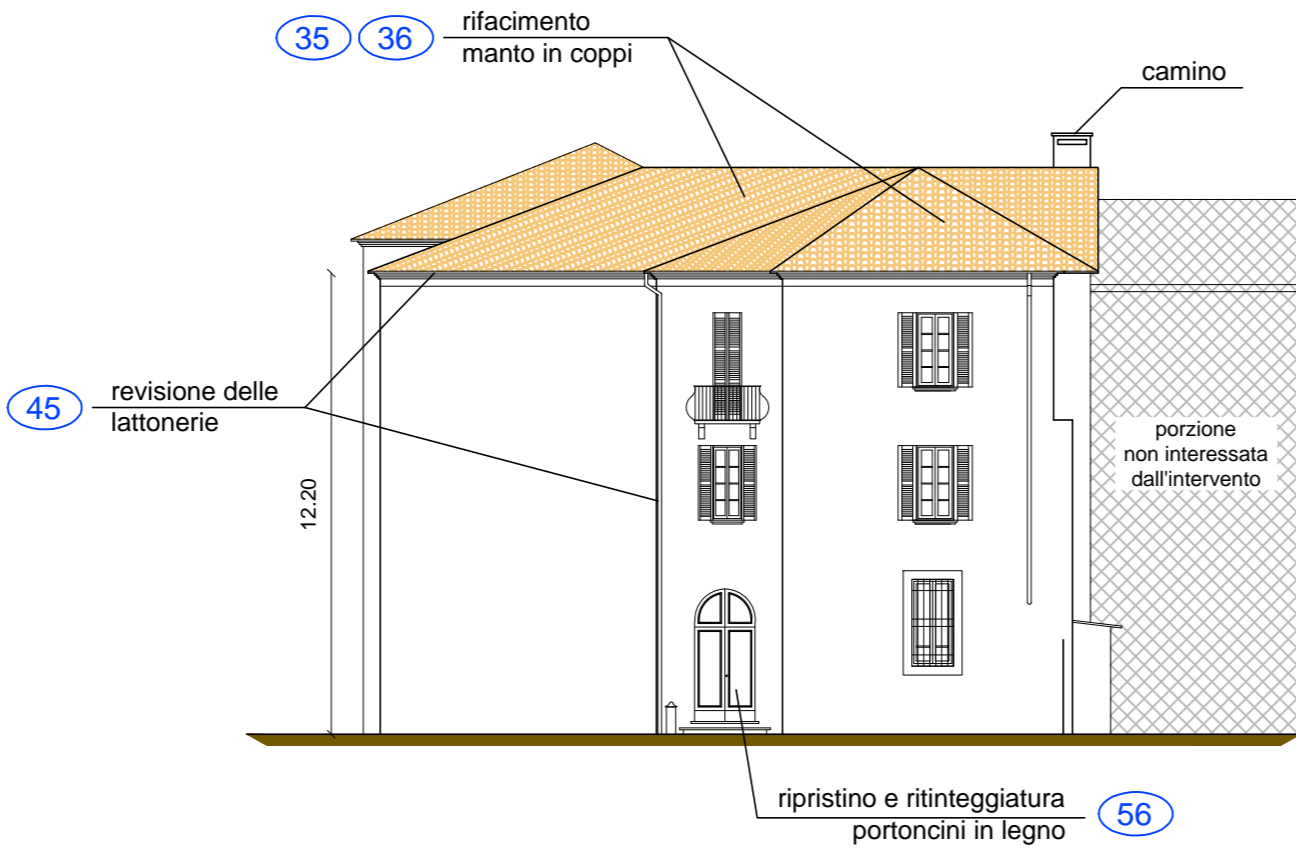 35 36 rifacimento
manto in coppi
camino
45 revisione delle
lattonerie
12.20
porzione
non interessata
dall'intervento
ripristino e ritinteggiatura
portoncini in legno 56